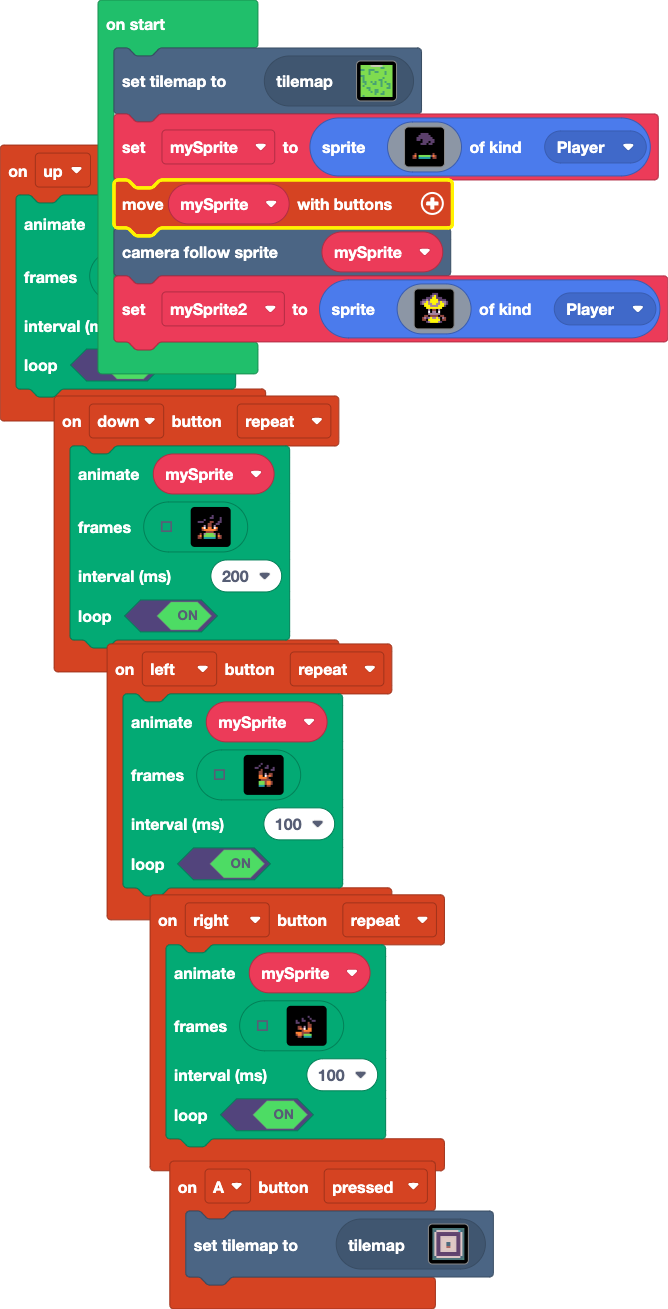 on start
set tilemap to tilemap
set mySprite to sprite of kind Player
on up
move mySprite with buttons
animate
camera follow sprite mySprite
frames
set mySprite2 to sprite of kind Player
interval (m
loop
on down button repeat
animate mySprite
frames
interval (ms) 200
loop ON
on left button repeat
animate mySprite
frames
interval (ms) 100
loop ON
on right button repeat
animate mySprite
frames
interval (ms) 100
loop ON
on A button pressed
set tilemap to tilemap